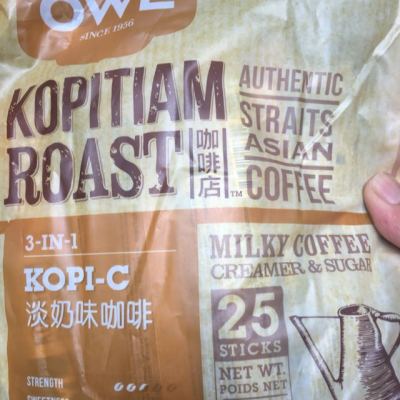 OWL
SINCE 1956
KOPITIAM
ROAST
咖啡店
TM
AUTHENTIC
STRAITS
ASIAN
COFFEE
3-IN-1
KOPI-C
淡奶味咖啡
STRENGTH
SWEETNESS
MILKY COFFEE
CREAMER & SUGAR
25
STICKS
NET WT.
POIDS NET